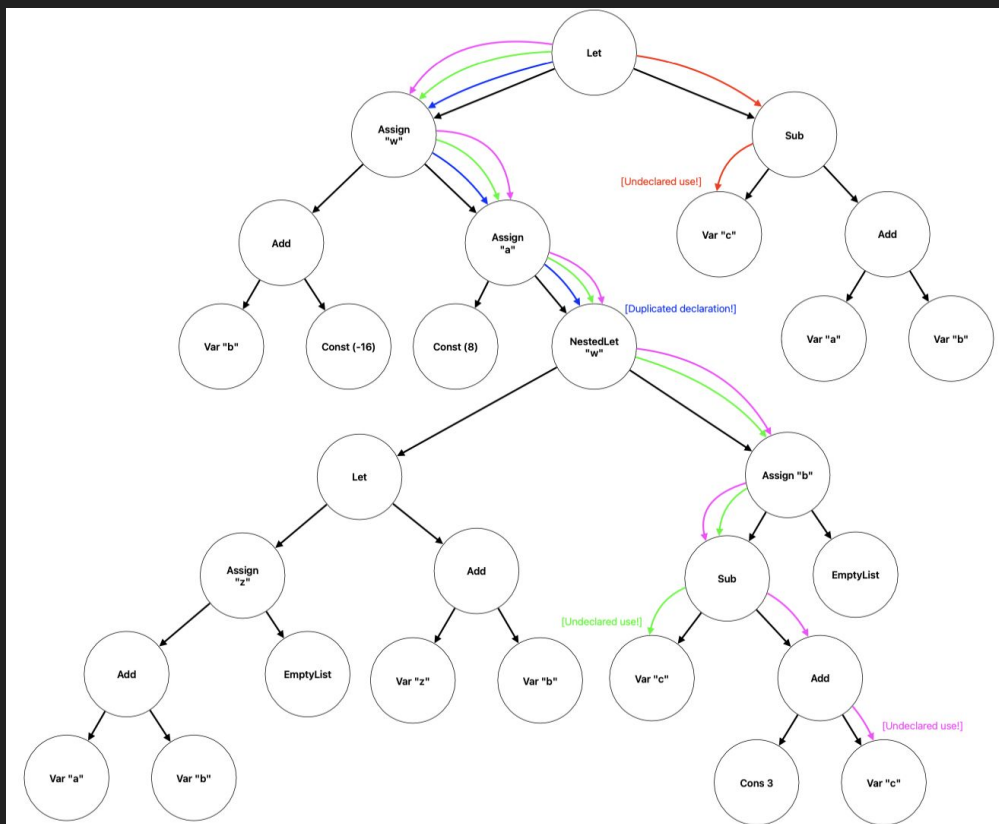 Let
Assign
"w"
Sub
[Undeclared use!]
Add
Assign
"a"
Var "c"
Add
Var "b"
Const (-16)
Const (8)
NestedLet
"w"
[Duplicated declaration!]
Var "a"
Var "b"
Let
Assign "b"
Assign
"z"
Add
Sub
EmptyList
[Undeclared use!]
Add
EmptyList
Var "z"
Var "b"
Var "c"
Add
[Undeclared use!]
Var "a"
Var "b"
Cons 3
Var "c"